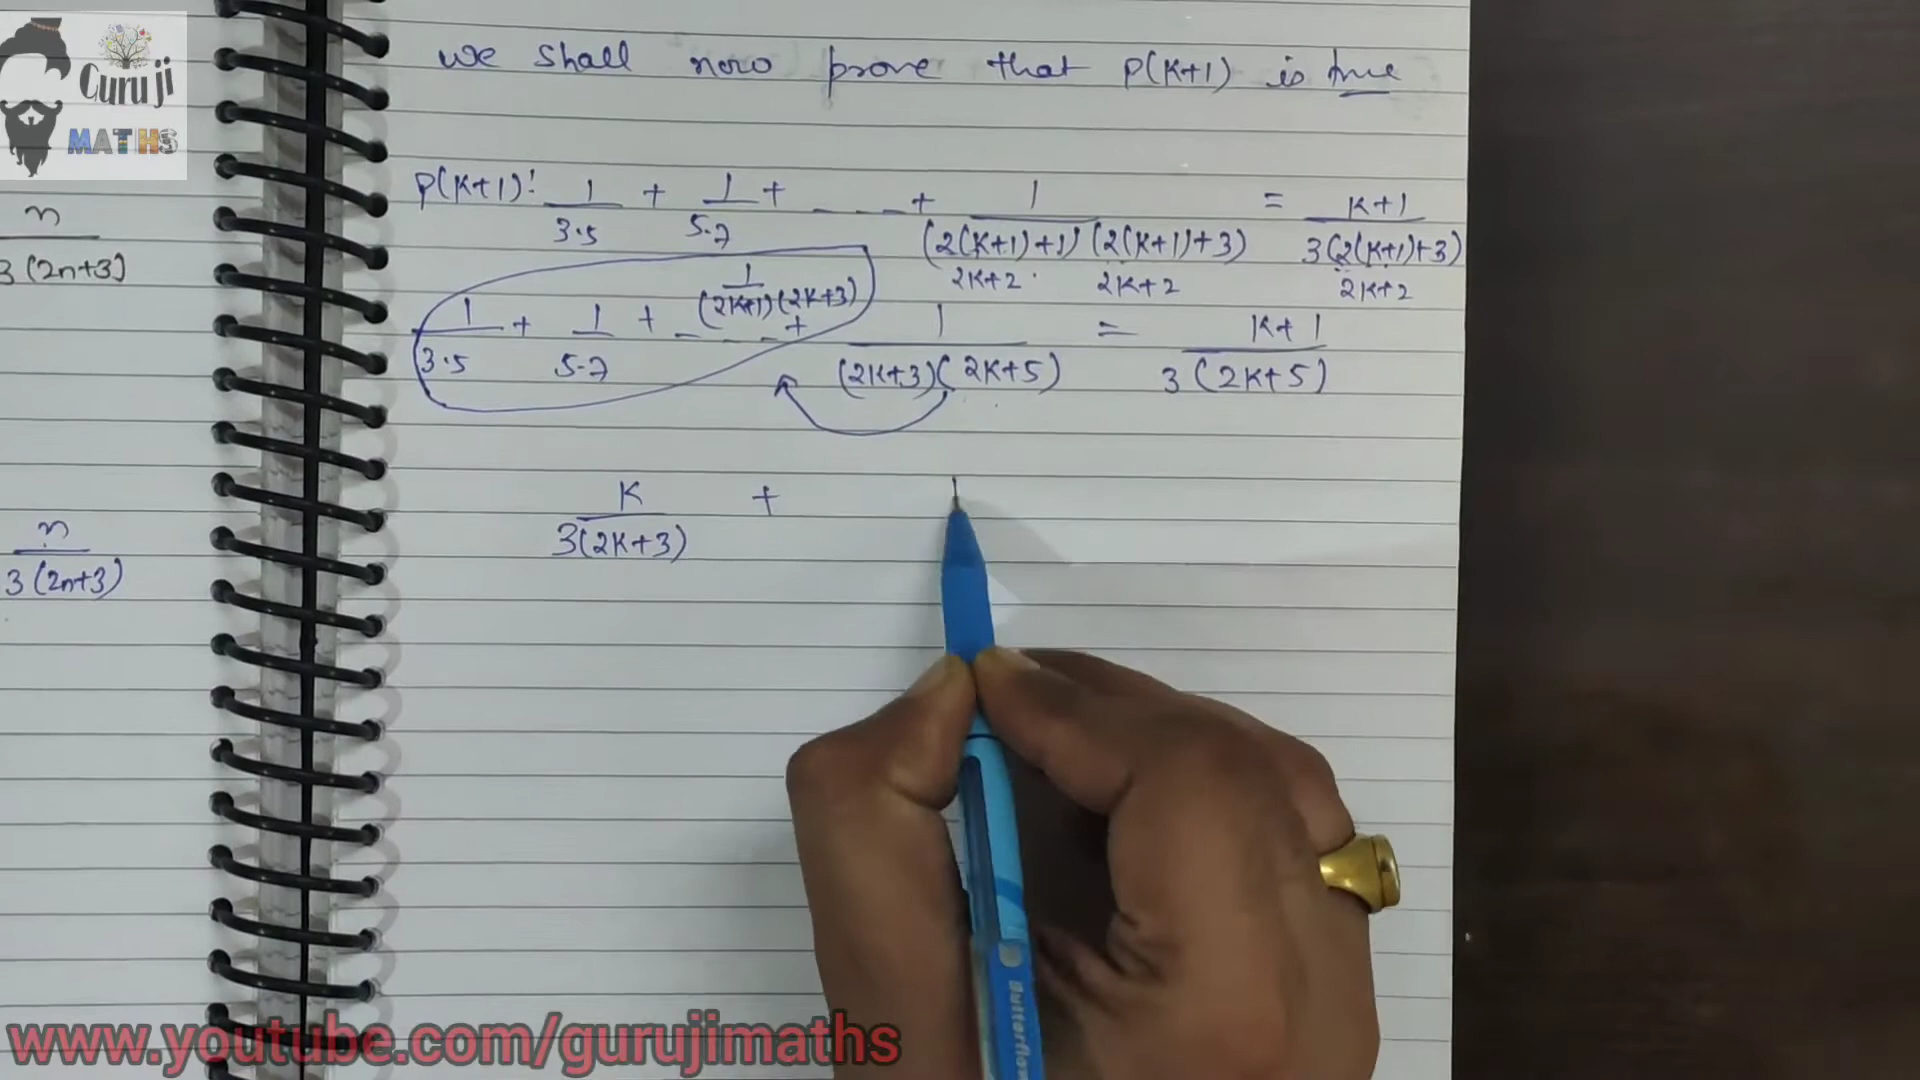 Guruji
MATHS
n
3(2n+3)
n
3(2n+3)
we shall now prove that P(K+1) is true
P(K+1): 1/3·5 + 1/5·7 + _ _ _ + 1/(2(K+1)+1)(2(K+1)+3) = K+1/3(2(K+1)+3)
2K+2 2K+2 2K+2
1/3·5 + 1/5·7 + _ _ _ 1/(2K+1)(2K+3) + 1/(2K+3)(2K+5) = K+1/3(2K+5)
K/3(2K+3) + 1
Butterflow
www.youtube.com/gurujimaths